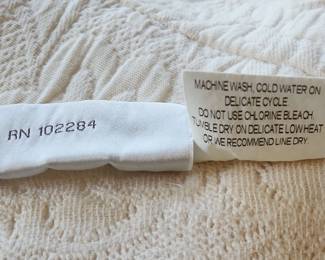 RN 102284
MACHINE WASH, COLD WATER ON
DELICATE CYCLE.
DO NOT USE CHLORINE BLEACH.
TUMBLE DRY ON DELICATE LOW HEAT
OR WE RECOMMEND LINE DRY.